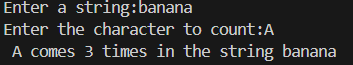 Enter a string:banana
Enter the character to count:A
 A comes 3 times in the string banana